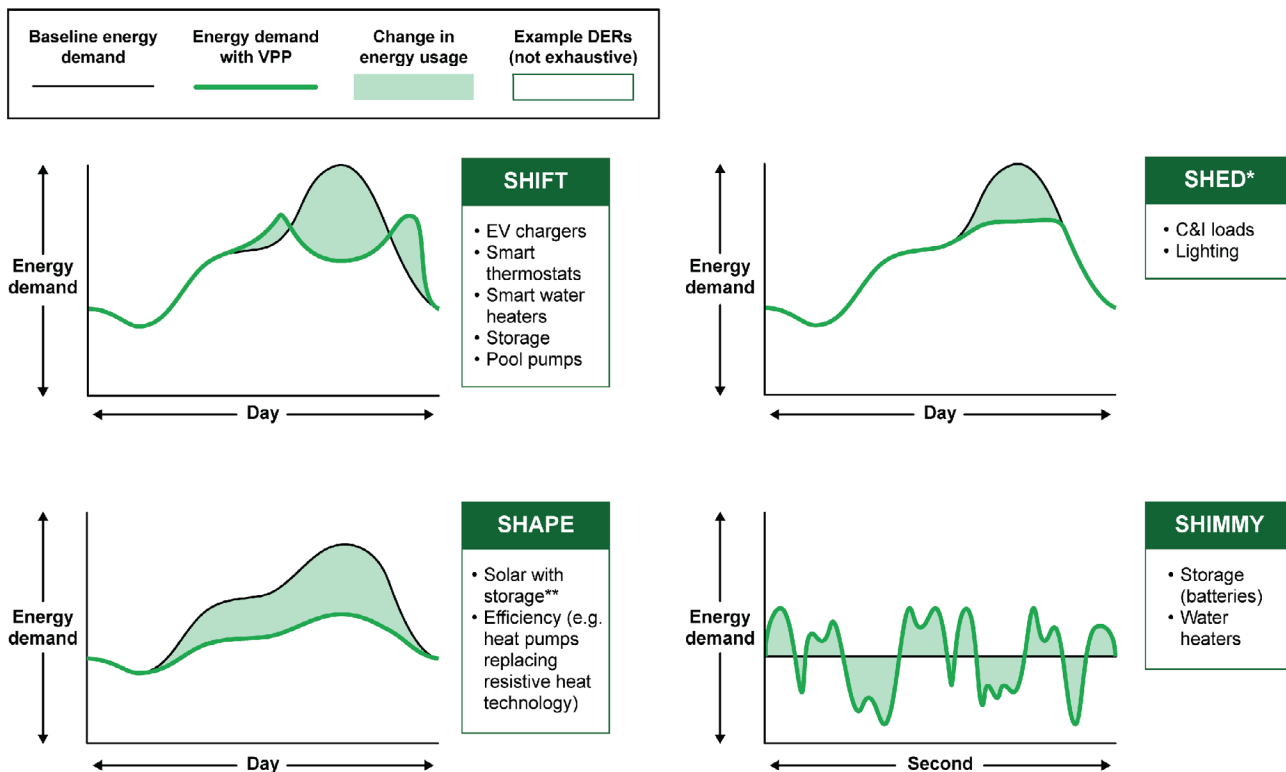 Baseline energy
demand
Energy demand
with VPP
Change in
energy usage
Example DERs
(not exhaustive)
Energy
demand
Day
SHIFT
• EV chargers
• Smart
thermostats
• Smart water
heaters
• Storage
• Pool pumps
Energy
demand
Day
SHED*
• C&I loads
• Lighting
Energy
demand
Day
SHAPE
• Solar with
storage**
• Efficiency (e.g.
heat pumps
replacing
resistive heat
technology)
Energy
demand
Second
SHIMMY
• Storage
(batteries)
• Water
heaters